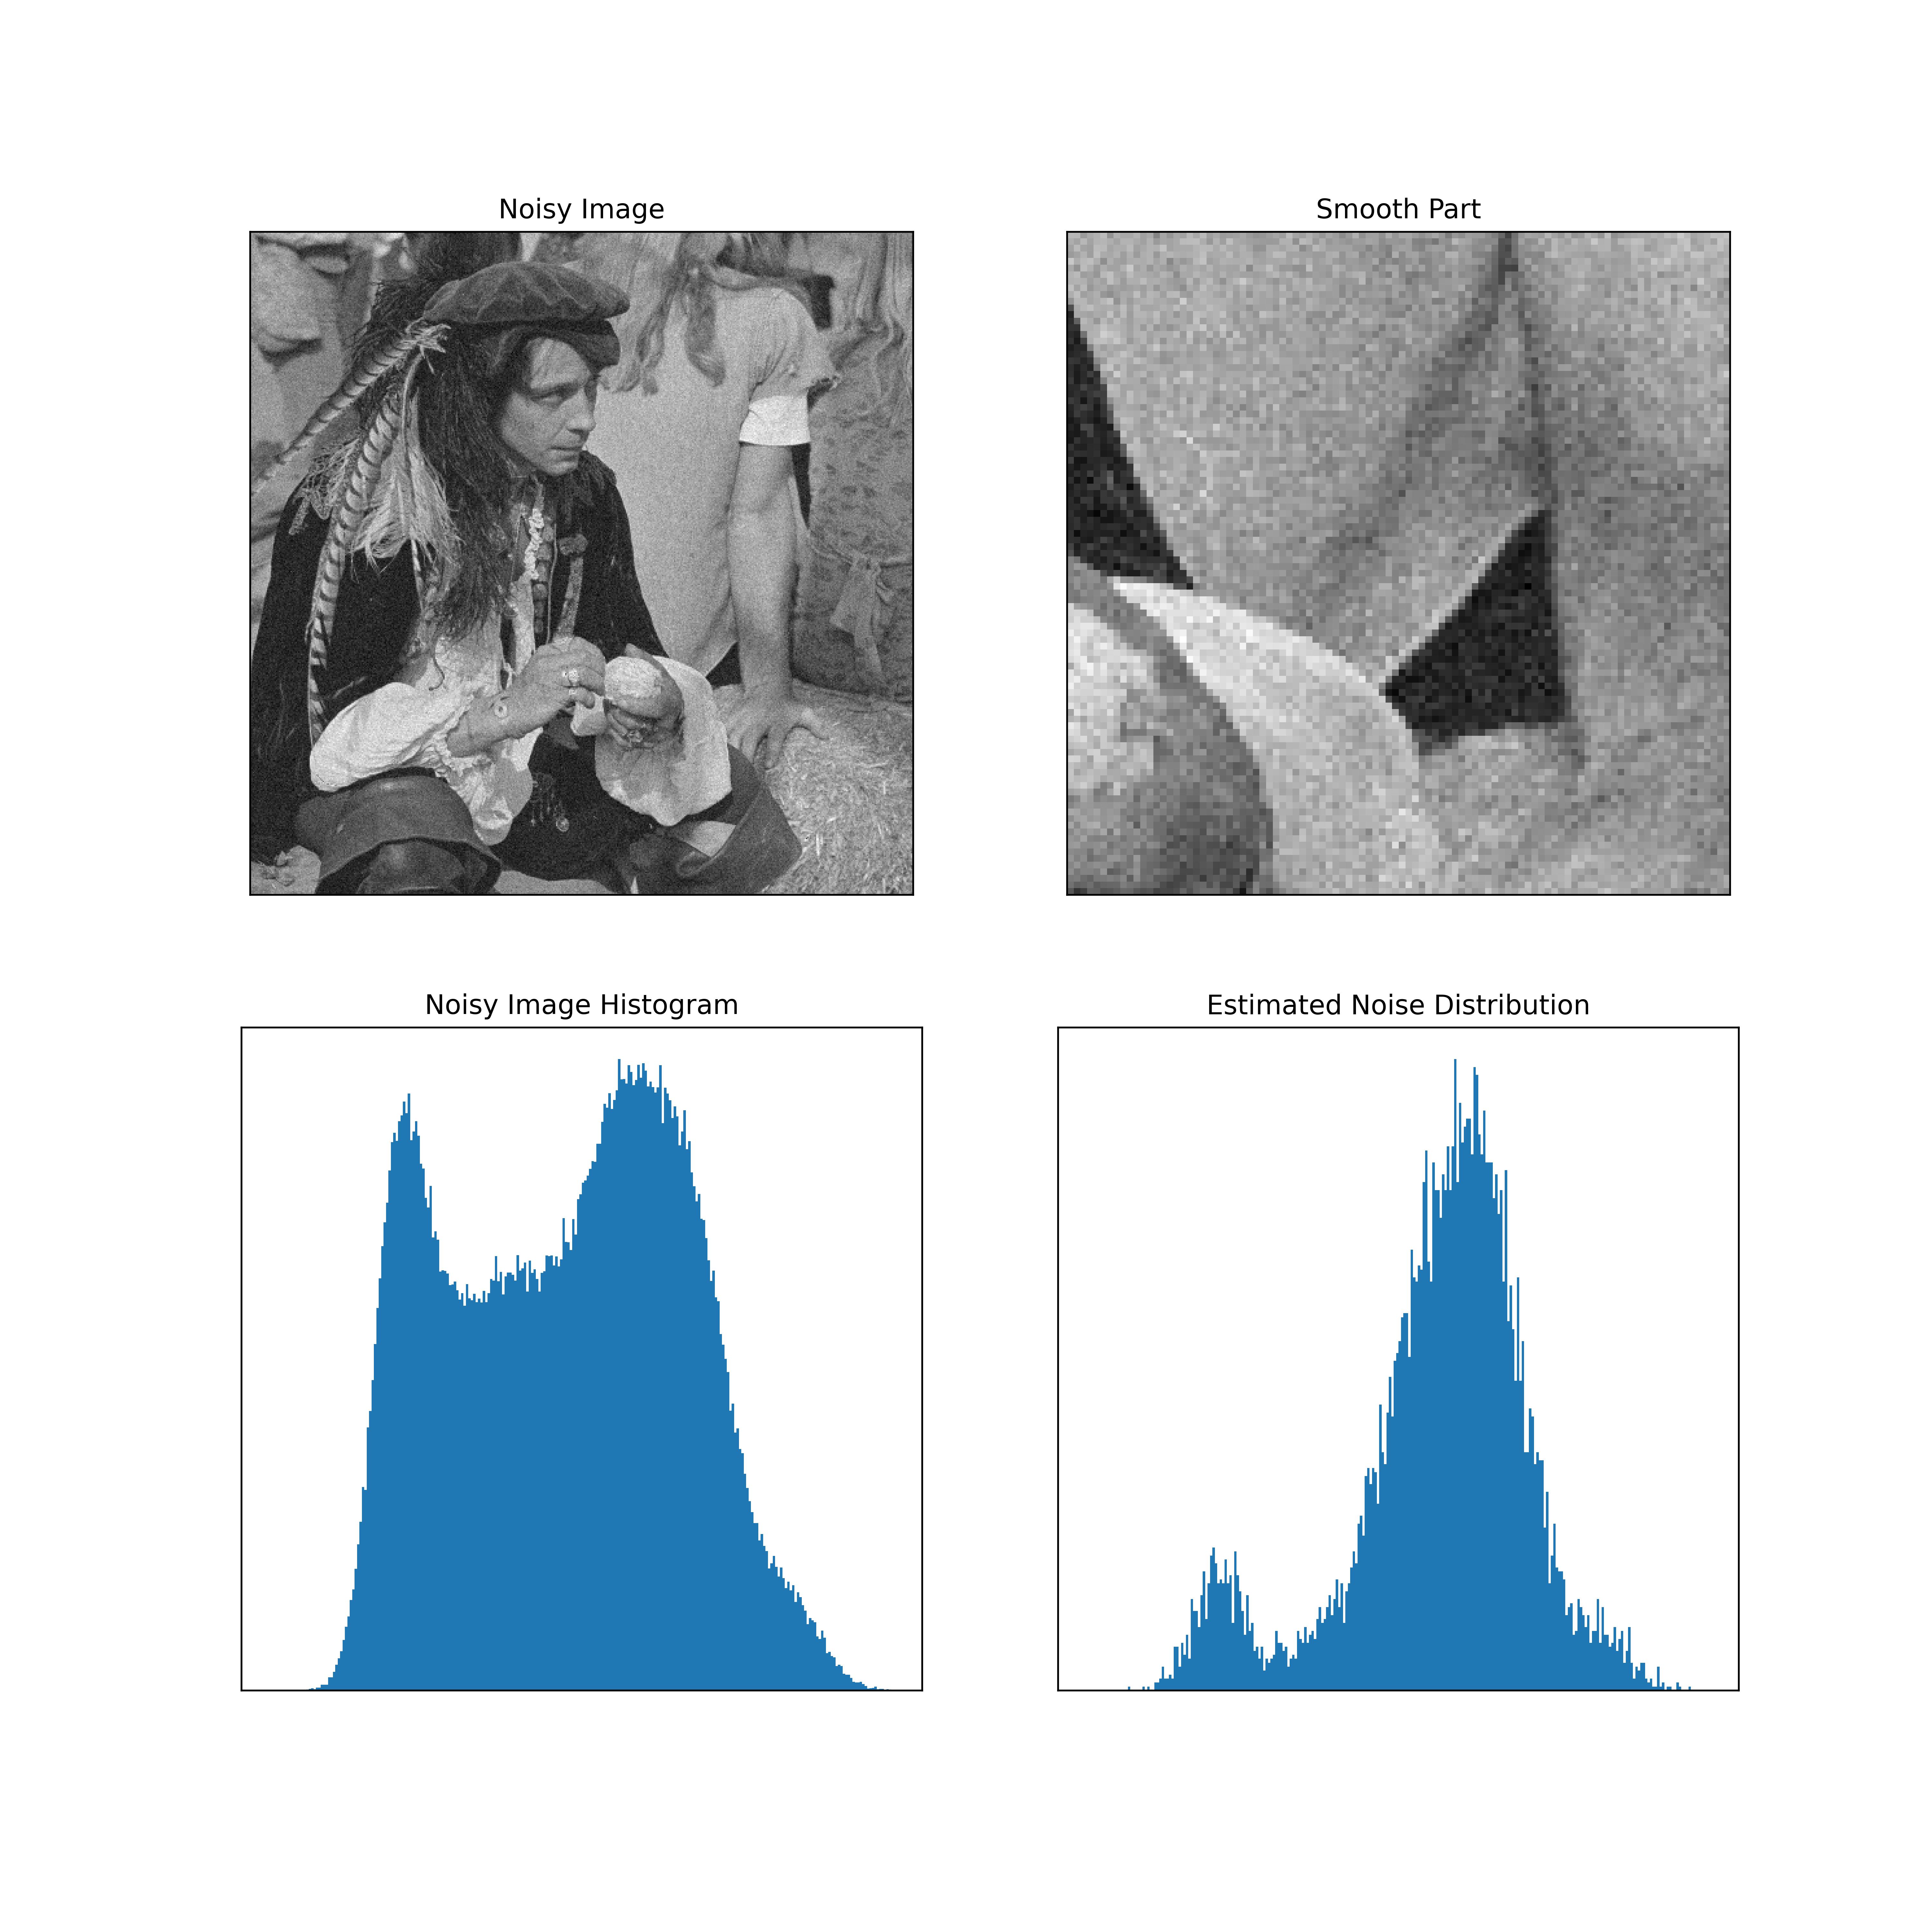 Noisy Image
Smooth Part
Noisy Image Histogram
Estimated Noise Distribution